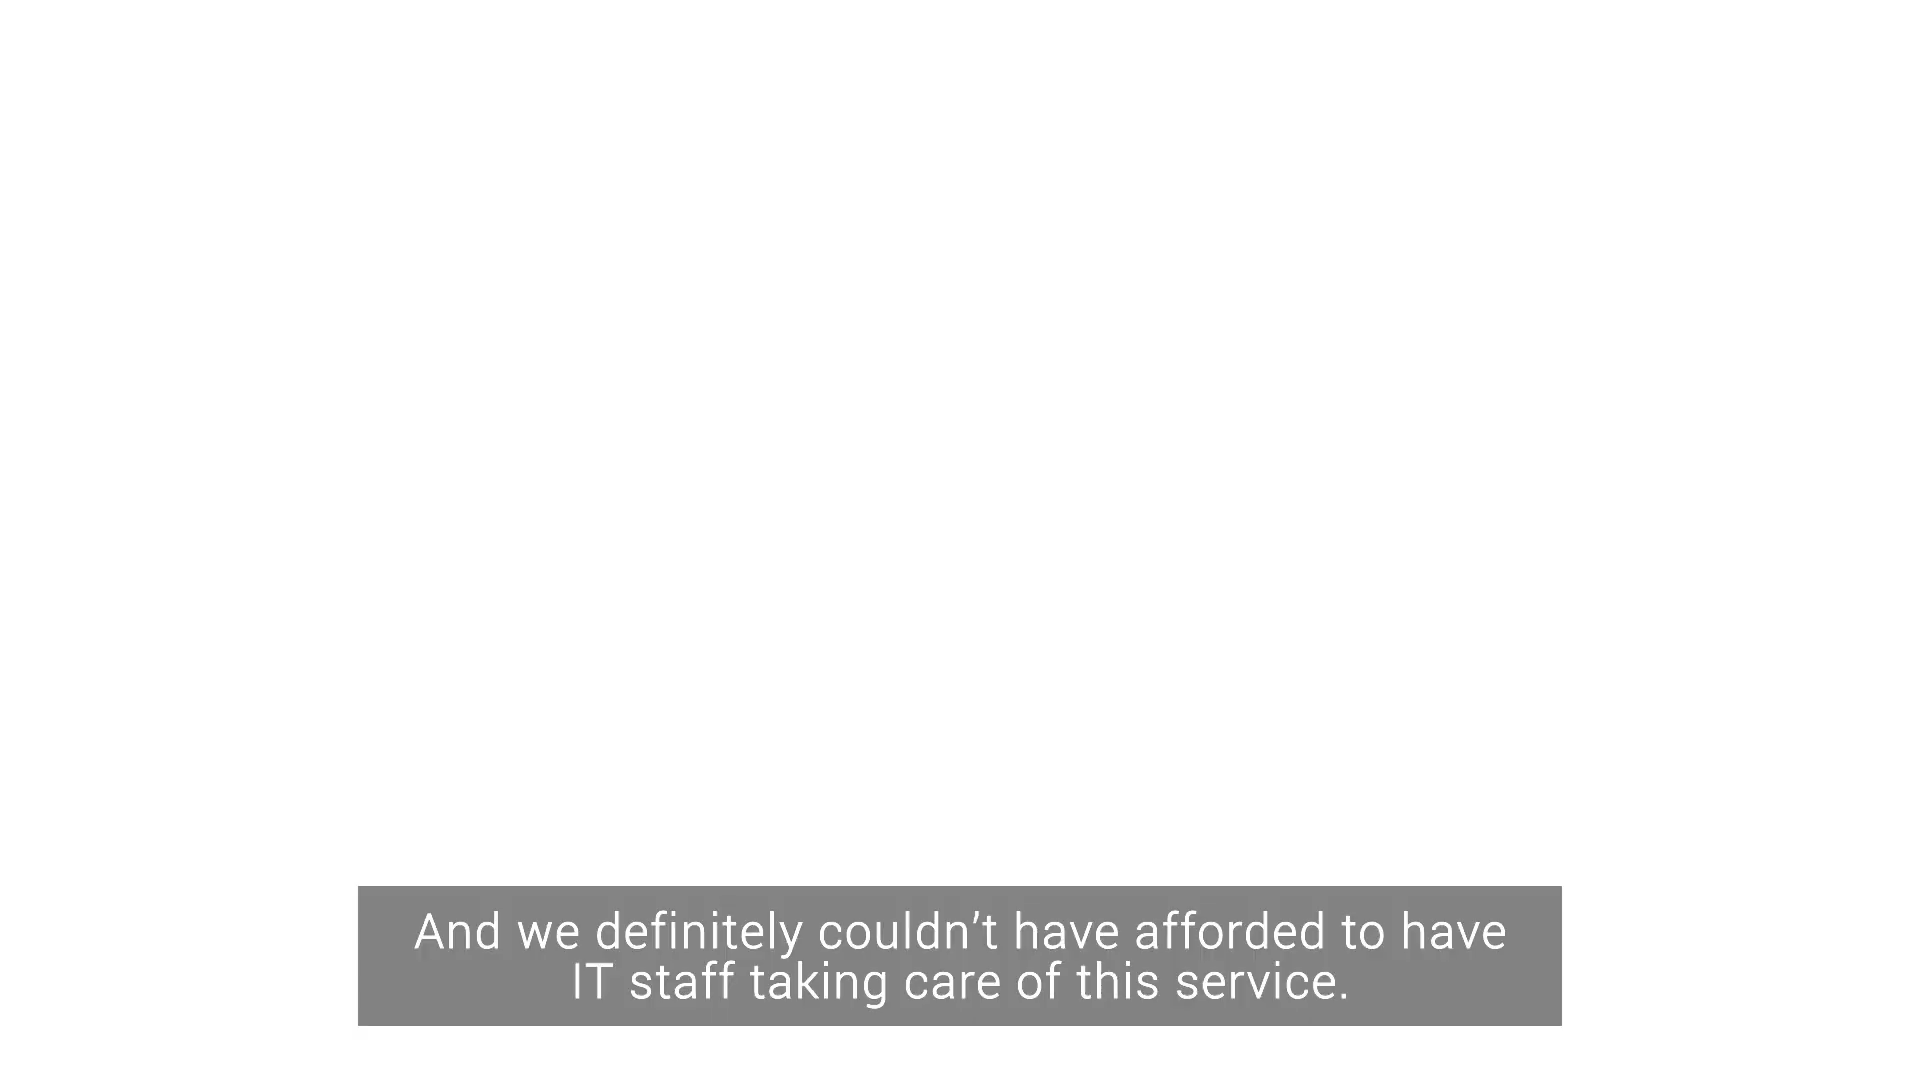 And we definitely couldn’t have afforded to have
IT staff taking care of this service.